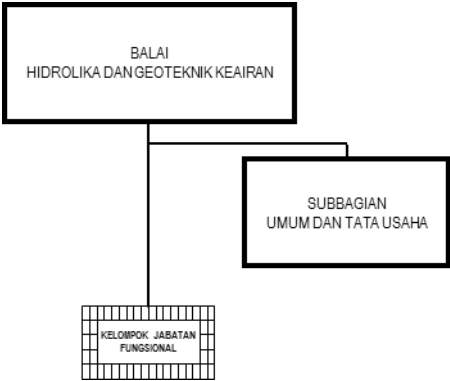 BALAI
HIDROLIKA DAN GEOTEKNIK KEAIRAN
SUBBAGIAN
UMUM DAN TATA USAHA
KELOMPOK JABATAN
FUNGSIONAL